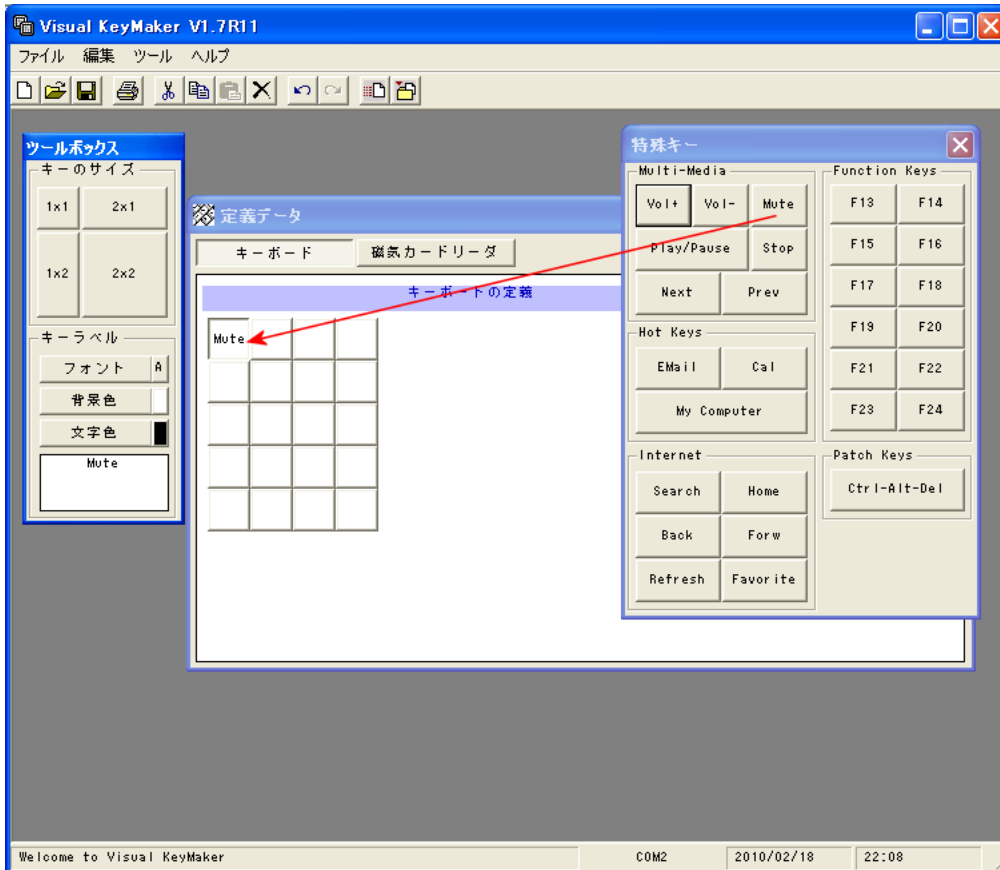 Visual KeyMaker V1.7R11
ファイル 編集 ツール ヘルプ
ツールボックス
キーのサイズ
1x1 2x1
1x2 2x2
キーラベル
フォント A
背景色
文字色
Mute
定義データ
キーボード 磁気カードリーダ
キーボードの定義
Mute
特殊キー
Multi-Media
Vol+ Vol- Mute
Play/Pause Stop
Next Prev
Hot Keys
EMail Cal
My Computer
Internet
Search Home
Back Forw
Refresh Favorite
Function Keys
F13 F14
F15 F16
F17 F18
F19 F20
F21 F22
F23 F24
Patch Keys
Ctrl-Alt-Del
Welcome to Visual KeyMaker COM2 2010/02/18 22:08